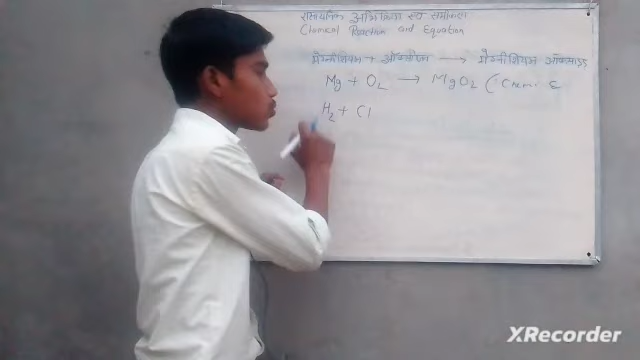 रासायनिक अभिक्रिया एवं समीकरण
Chemical Reaction and Equation
मैग्नीशियम + ऑक्सीजन → मैग्नीशियम ऑक्साइड
Mg + O₂ → MgO₂ (Chem. E
H₂ + Cl
XRecorder